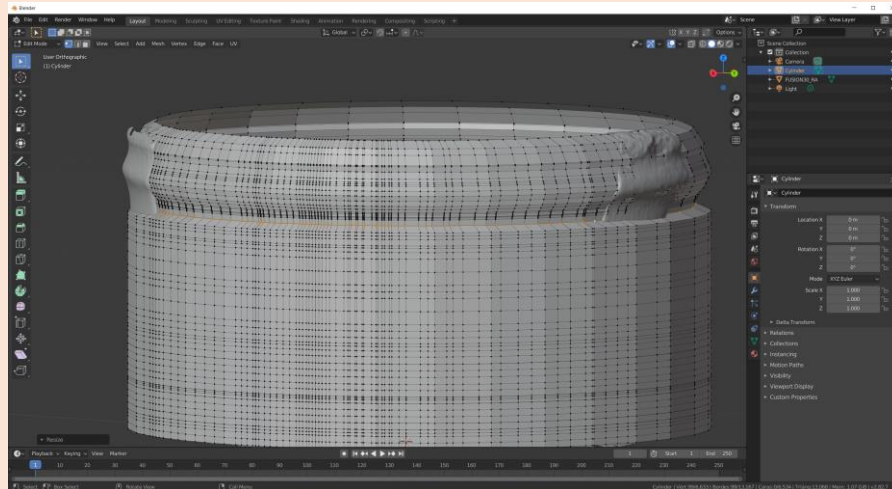 Blender
File Edit Render Window Help Layout Modeling Sculpting UV Editing Texture Paint Shading Animation Rendering Compositing Scripting + Scene View Layer
Global X Y Z Options
Edit Mode View Select Add Mesh Vertex Edge Face UV
User Orthographic
(1) Cylinder
Z
Scene Collection
Collection
Camera
Cylinder
Light
Cylinder
Cylinder
Transform
Location X 0 m
Y 0 m
Z 0 m
Rotation X 0°
Y 0°
Z 0°
Mode XYZ Euler
Scale X 1.000
Y 1.000
Z 1.000
Delta Transform
Relations
Collections
Instancing
Motion Paths
Visibility
Viewport Display
Custom Properties
Resize
Playback Keying View Marker 1 Start 1 End 250
1 10 20 30 40 50 60 70 80 90 100 110 120 130 140 150 160 170 180 190 200 210 220 230 240 250
Select Box Select Rotate View Call Menu